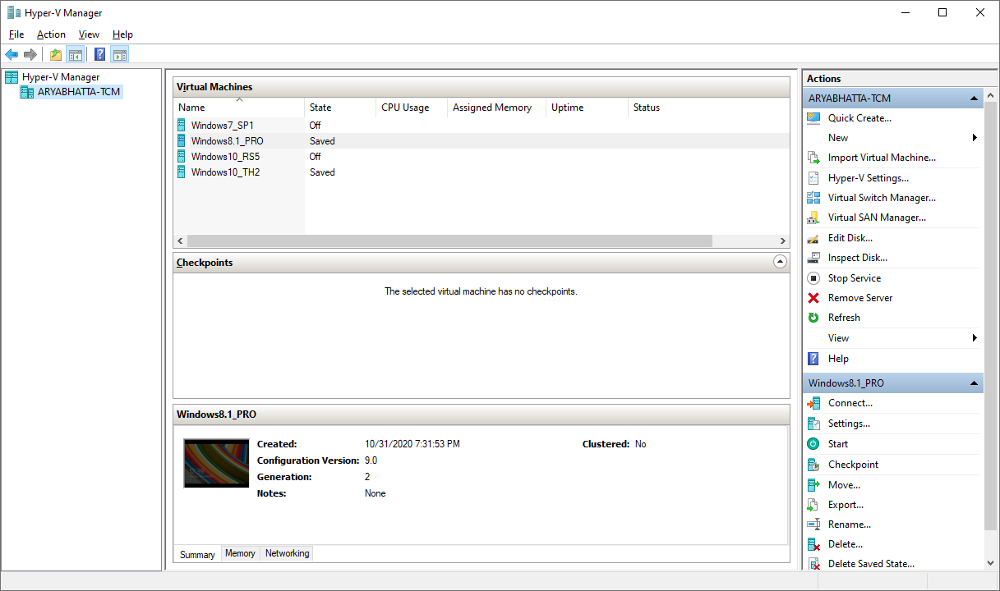 Hyper-V Manager
File Action View Help
Hyper-V Manager
ARYABHATTA-TCM
Virtual Machines
Name State CPU Usage Assigned Memory Uptime Status
Windows7_SP1 Off
Windows8.1_PRO Saved
Windows10_RS5 Off
Windows10_TH2 Saved
Checkpoints
The selected virtual machine has no checkpoints.
Windows8.1_PRO
Created: 10/31/2020 7:31:53 PM Clustered: No
Configuration Version: 9.0
Generation: 2
Notes: None
Summary Memory Networking
Actions
ARYABHATTA-TCM
Quick Create...
New
Import Virtual Machine...
Hyper-V Settings...
Virtual Switch Manager...
Virtual SAN Manager...
Edit Disk...
Inspect Disk...
Stop Service
Remove Server
Refresh
View
Help
Windows8.1_PRO
Connect...
Settings...
Start
Checkpoint
Move...
Export...
Rename...
Delete...
Delete Saved State...